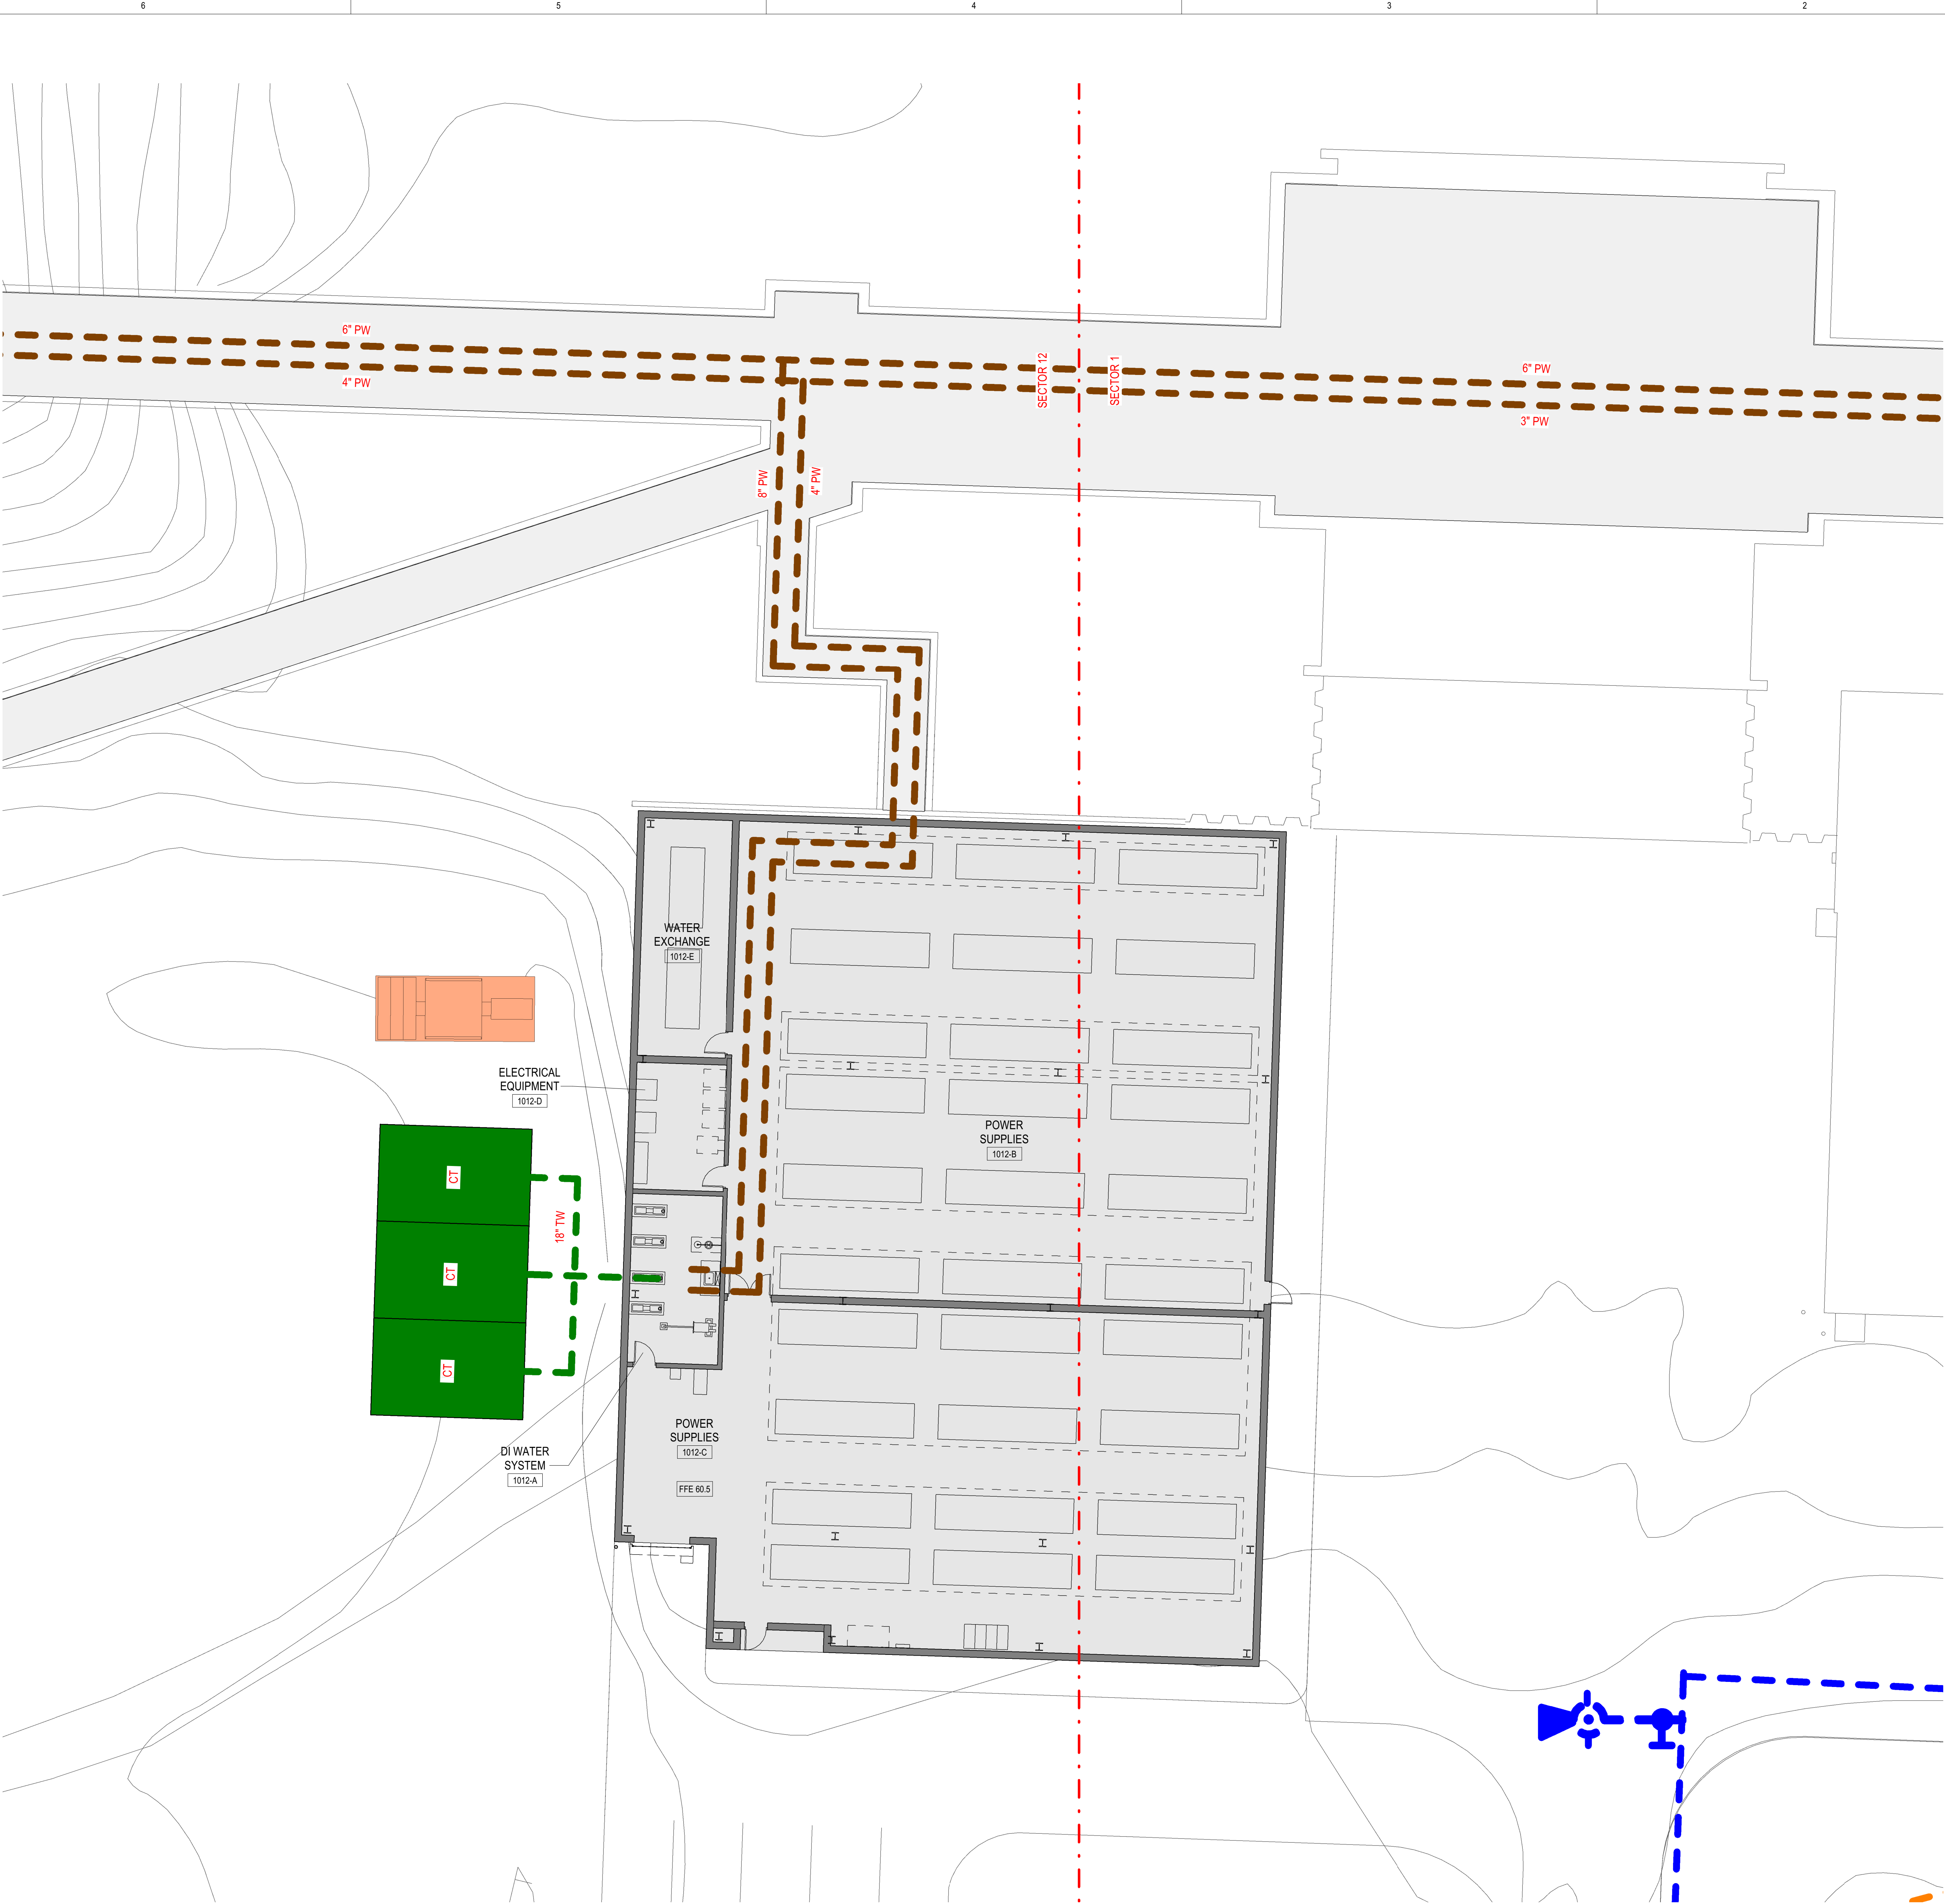 6
5
4
3
2
6" PW
4" PW
SECTOR 12
SECTOR 1
6" PW
3" PW
8" PW
4" PW
WATER
EXCHANGE
1012-E
ELECTRICAL
EQUIPMENT
1012-D
POWER
SUPPLIES
1012-B
CT
18" TW
CT
CT
POWER
SUPPLIES
1012-C
DI WATER
SYSTEM
1012-A
FFE 60.5